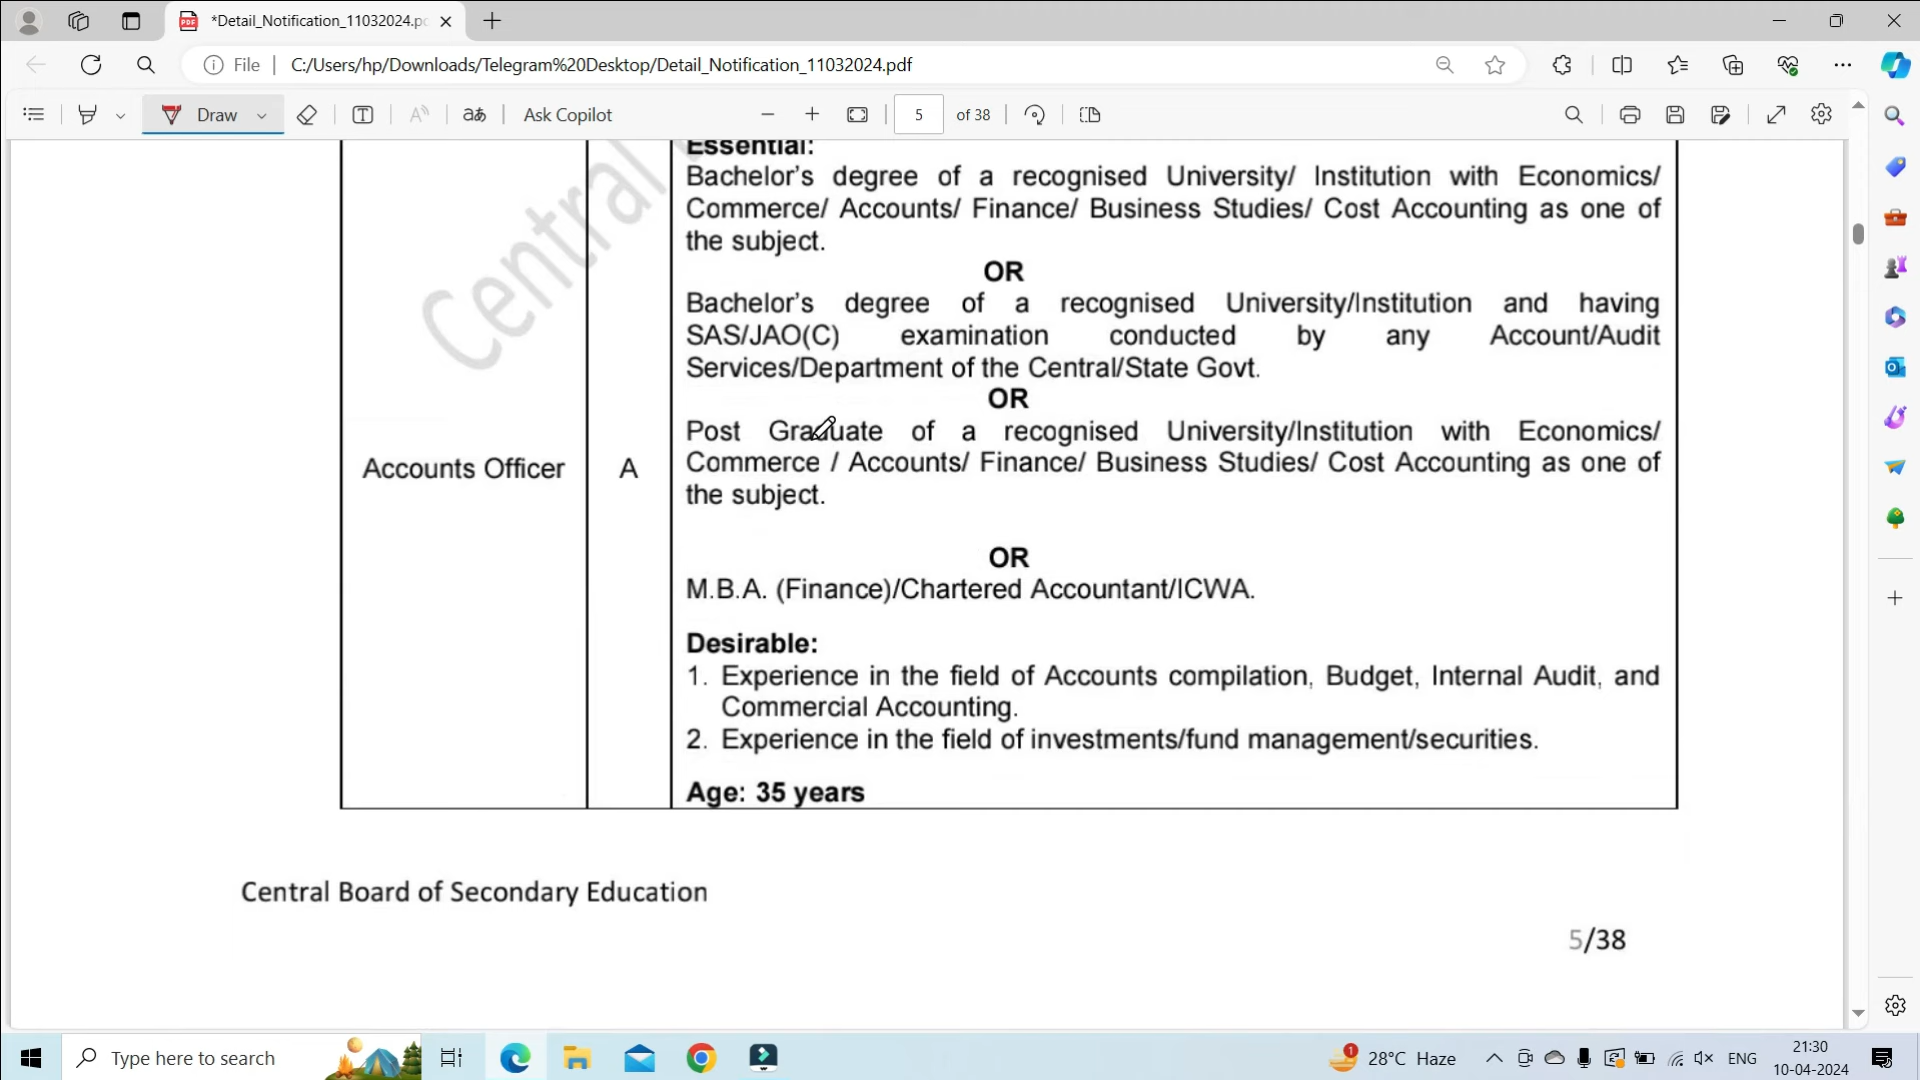 *Detail_Notification_11032024.p
File
C:/Users/hp/Downloads/Telegram%20Desktop/Detail_Notification_11032024.pdf
Draw
Ask Copilot
5 of 38
Essential:
Bachelor's degree of a recognised University/ Institution with Economics/
Commerce/ Accounts/ Finance/ Business Studies/ Cost Accounting as one of
the subject.
OR
Bachelor's degree of a recognised University/Institution and having
SAS/JAO(C) examination conducted by any Account/Audit
Services/Department of the Central/State Govt.
OR
Post Graduate of a recognised University/Institution with Economics/
Commerce / Accounts/ Finance/ Business Studies/ Cost Accounting as one of
the subject.
Accounts Officer
A
OR
M.B.A. (Finance)/Chartered Accountant/ICWA.
Desirable:
1. Experience in the field of Accounts compilation, Budget, Internal Audit, and
Commercial Accounting.
2. Experience in the field of investments/fund management/securities.
Age: 35 years
Central
Central Board of Secondary Education
5/38
Type here to search
1
28°C Haze
ENG
21:30
10-04-2024